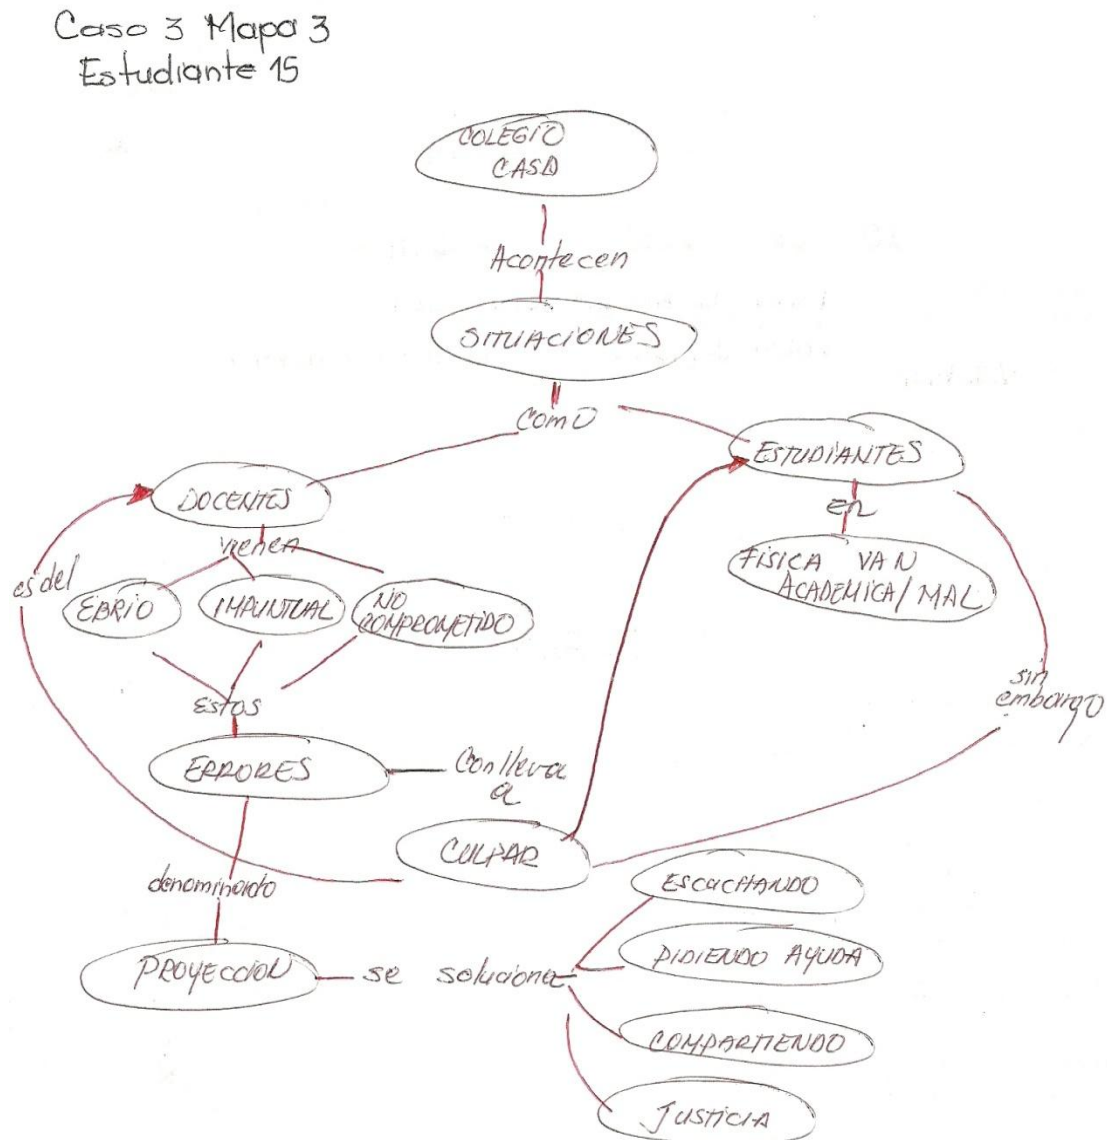 Caso 3 Mapa 3
Estudiante 15
COLEGIO
CASD
Acontecen
SITUACIONES
como
DOCENTES
ESTUDIANTES
vienen
en
FISICA VAN
ACADEMICA/MAL
es del
EBRIO
IMPUNTUAL
NO
COMPROMETIDO
Estos
sin
embargo
ERRORES
Conlleva
a
CULPAR
denominado
ESCUCHANDO
PIDIENDO AYUDA
PROYECCION
se soluciona
COMPARTIENDO
JUSTICIA